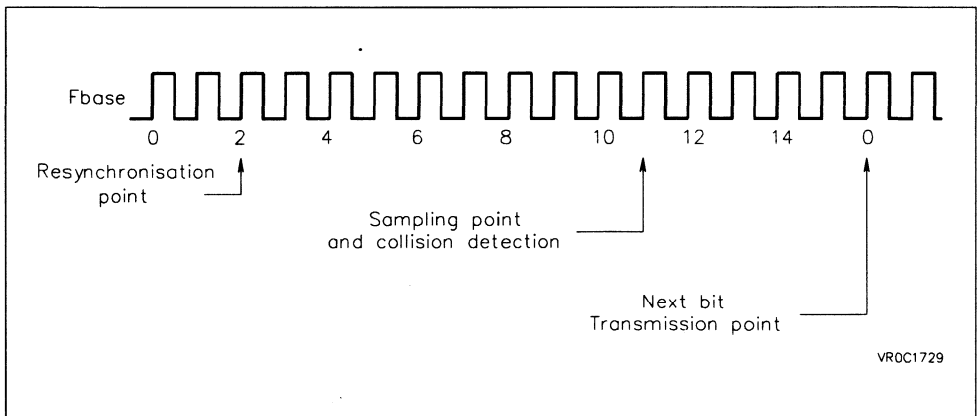 Fbase
0 2 4 6 8 10 12 14 0
Resynchronisation
point
Sampling point
and collision detection
Next bit
Transmission point
VR0C1729